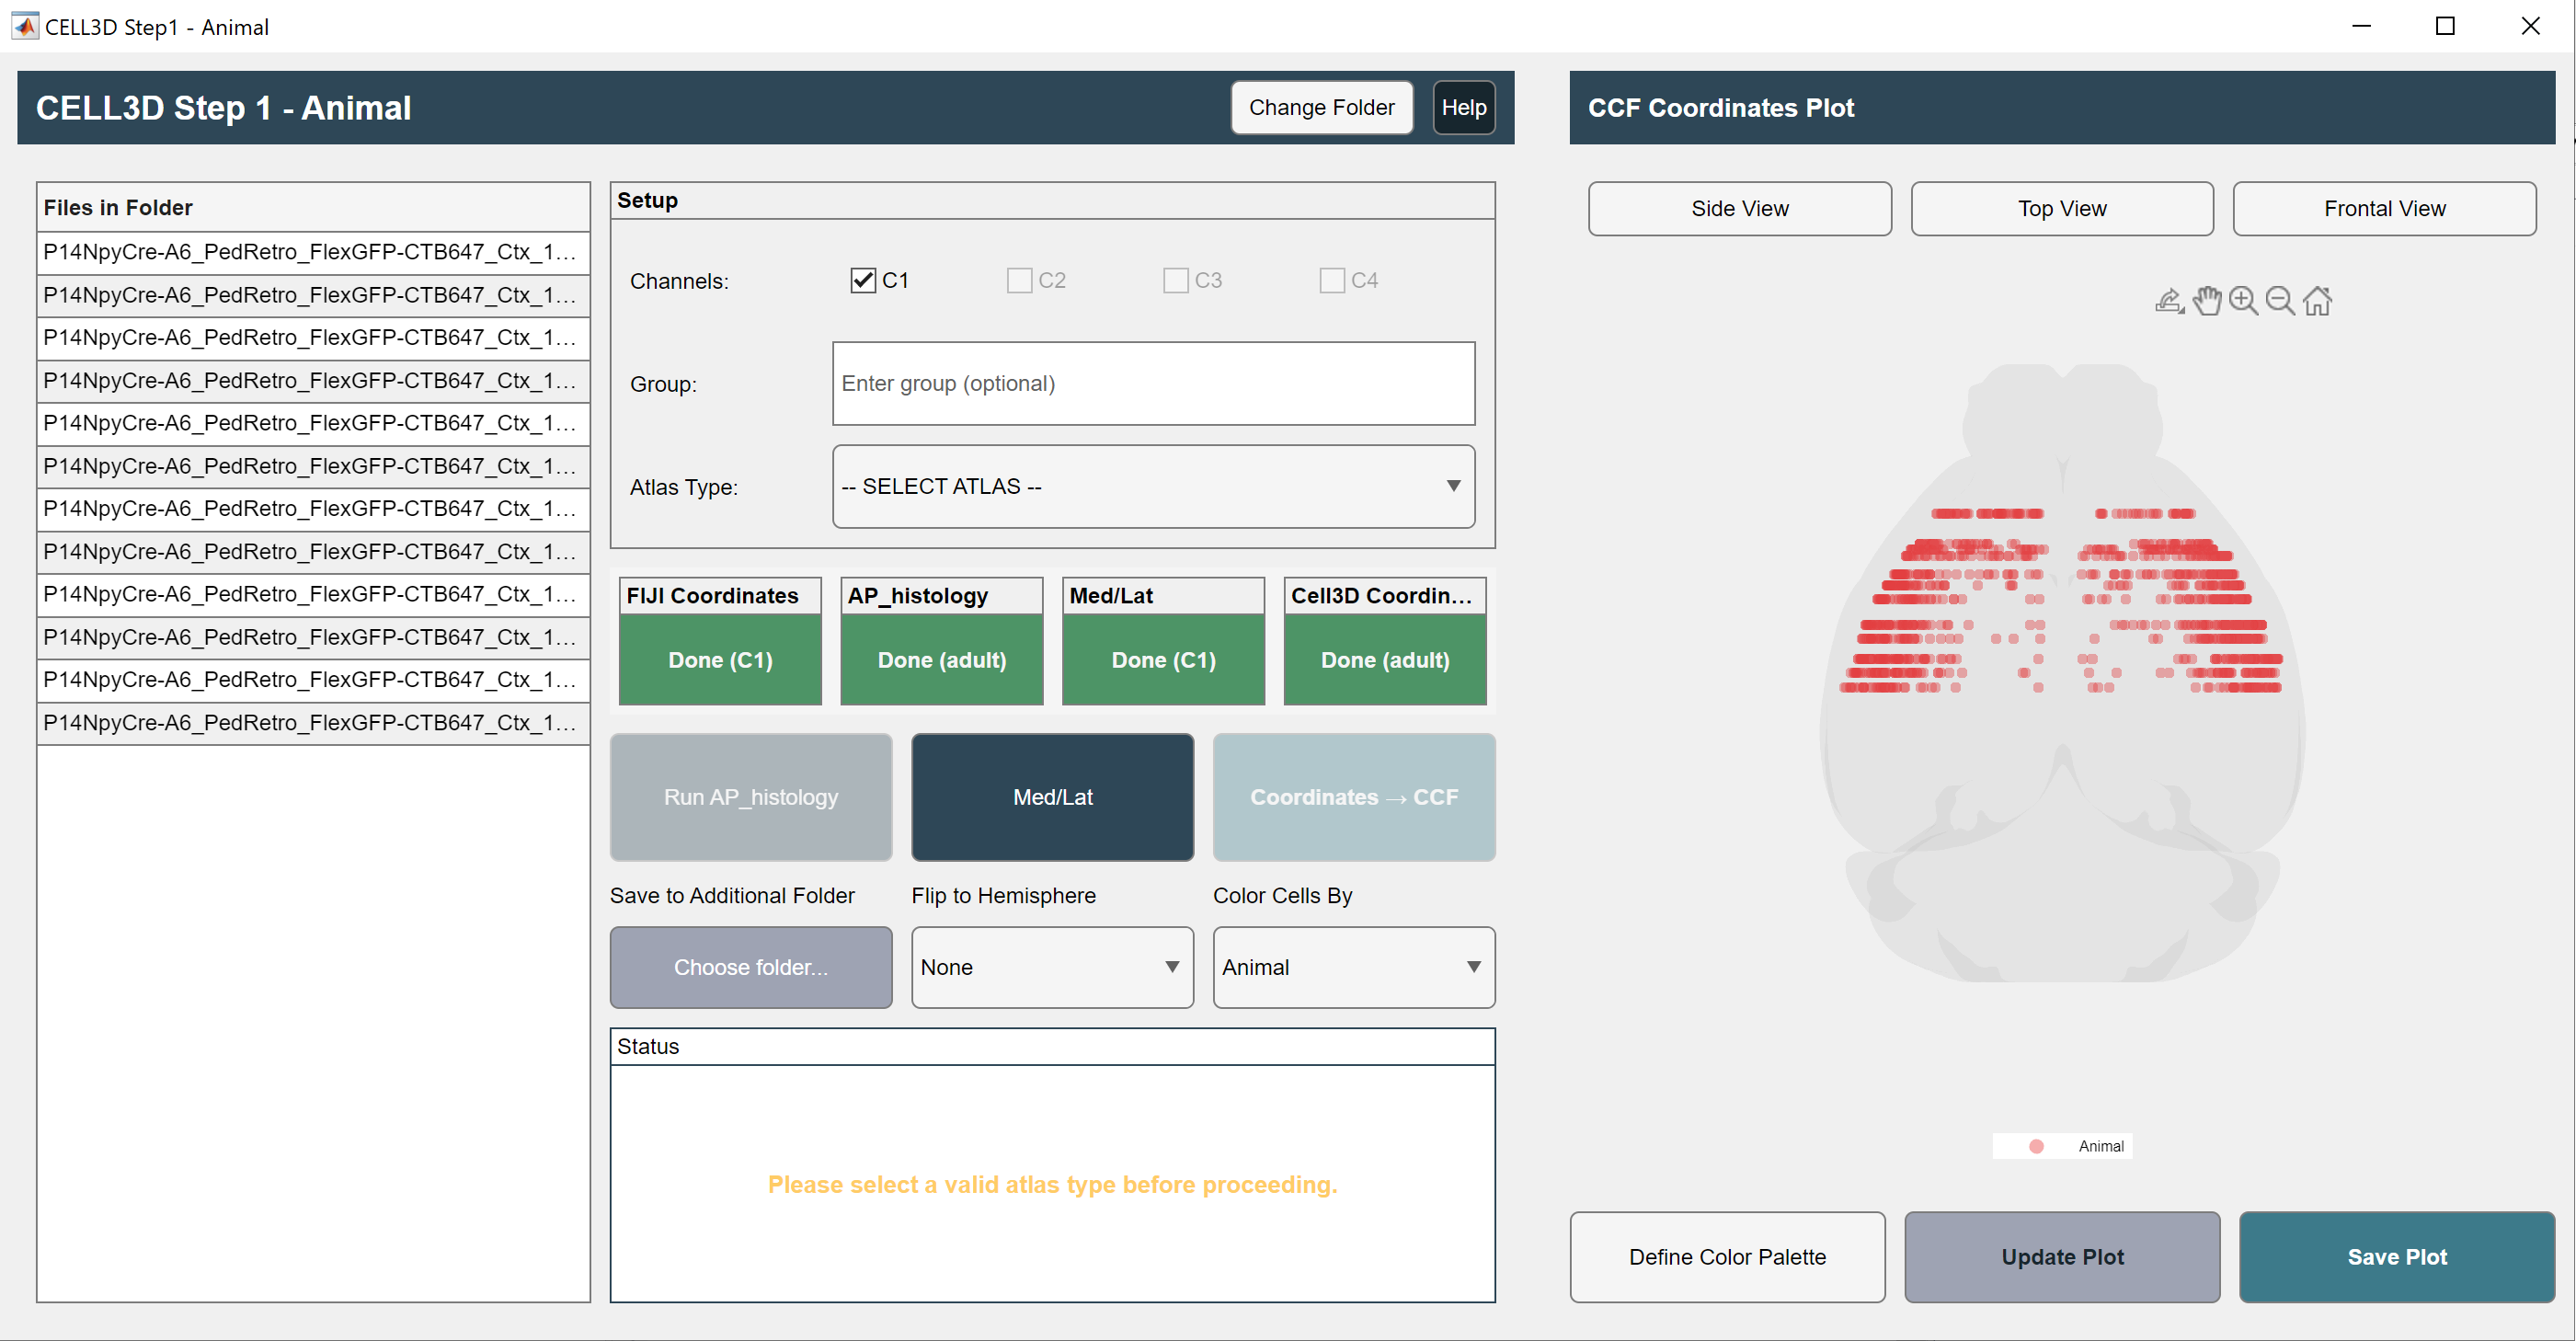 CELL3D Step1 - Animal
CELL3D Step 1 - Animal
Change Folder
Help
CCF Coordinates Plot
Files in Folder
P14NpyCre-A6_PedRetro_FlexGFP-CTB647_Ctx_1...
P14NpyCre-A6_PedRetro_FlexGFP-CTB647_Ctx_1...
P14NpyCre-A6_PedRetro_FlexGFP-CTB647_Ctx_1...
P14NpyCre-A6_PedRetro_FlexGFP-CTB647_Ctx_1...
P14NpyCre-A6_PedRetro_FlexGFP-CTB647_Ctx_1...
P14NpyCre-A6_PedRetro_FlexGFP-CTB647_Ctx_1...
P14NpyCre-A6_PedRetro_FlexGFP-CTB647_Ctx_1...
P14NpyCre-A6_PedRetro_FlexGFP-CTB647_Ctx_1...
P14NpyCre-A6_PedRetro_FlexGFP-CTB647_Ctx_1...
P14NpyCre-A6_PedRetro_FlexGFP-CTB647_Ctx_1...
P14NpyCre-A6_PedRetro_FlexGFP-CTB647_Ctx_1...
P14NpyCre-A6_PedRetro_FlexGFP-CTB647_Ctx_1...
Setup
Channels: C1 C2 C3 C4
Group: Enter group (optional)
Atlas Type: -- SELECT ATLAS --
FIJI Coordinates
Done (C1)
AP_histology
Done (adult)
Med/Lat
Done (C1)
Cell3D Coordin...
Done (adult)
Run AP_histology
Med/Lat
Coordinates → CCF
Save to Additional Folder
Choose folder...
Flip to Hemisphere
None
Color Cells By
Animal
Status
Please select a valid atlas type before proceeding.
Side View
Top View
Frontal View
Animal
Define Color Palette
Update Plot
Save Plot